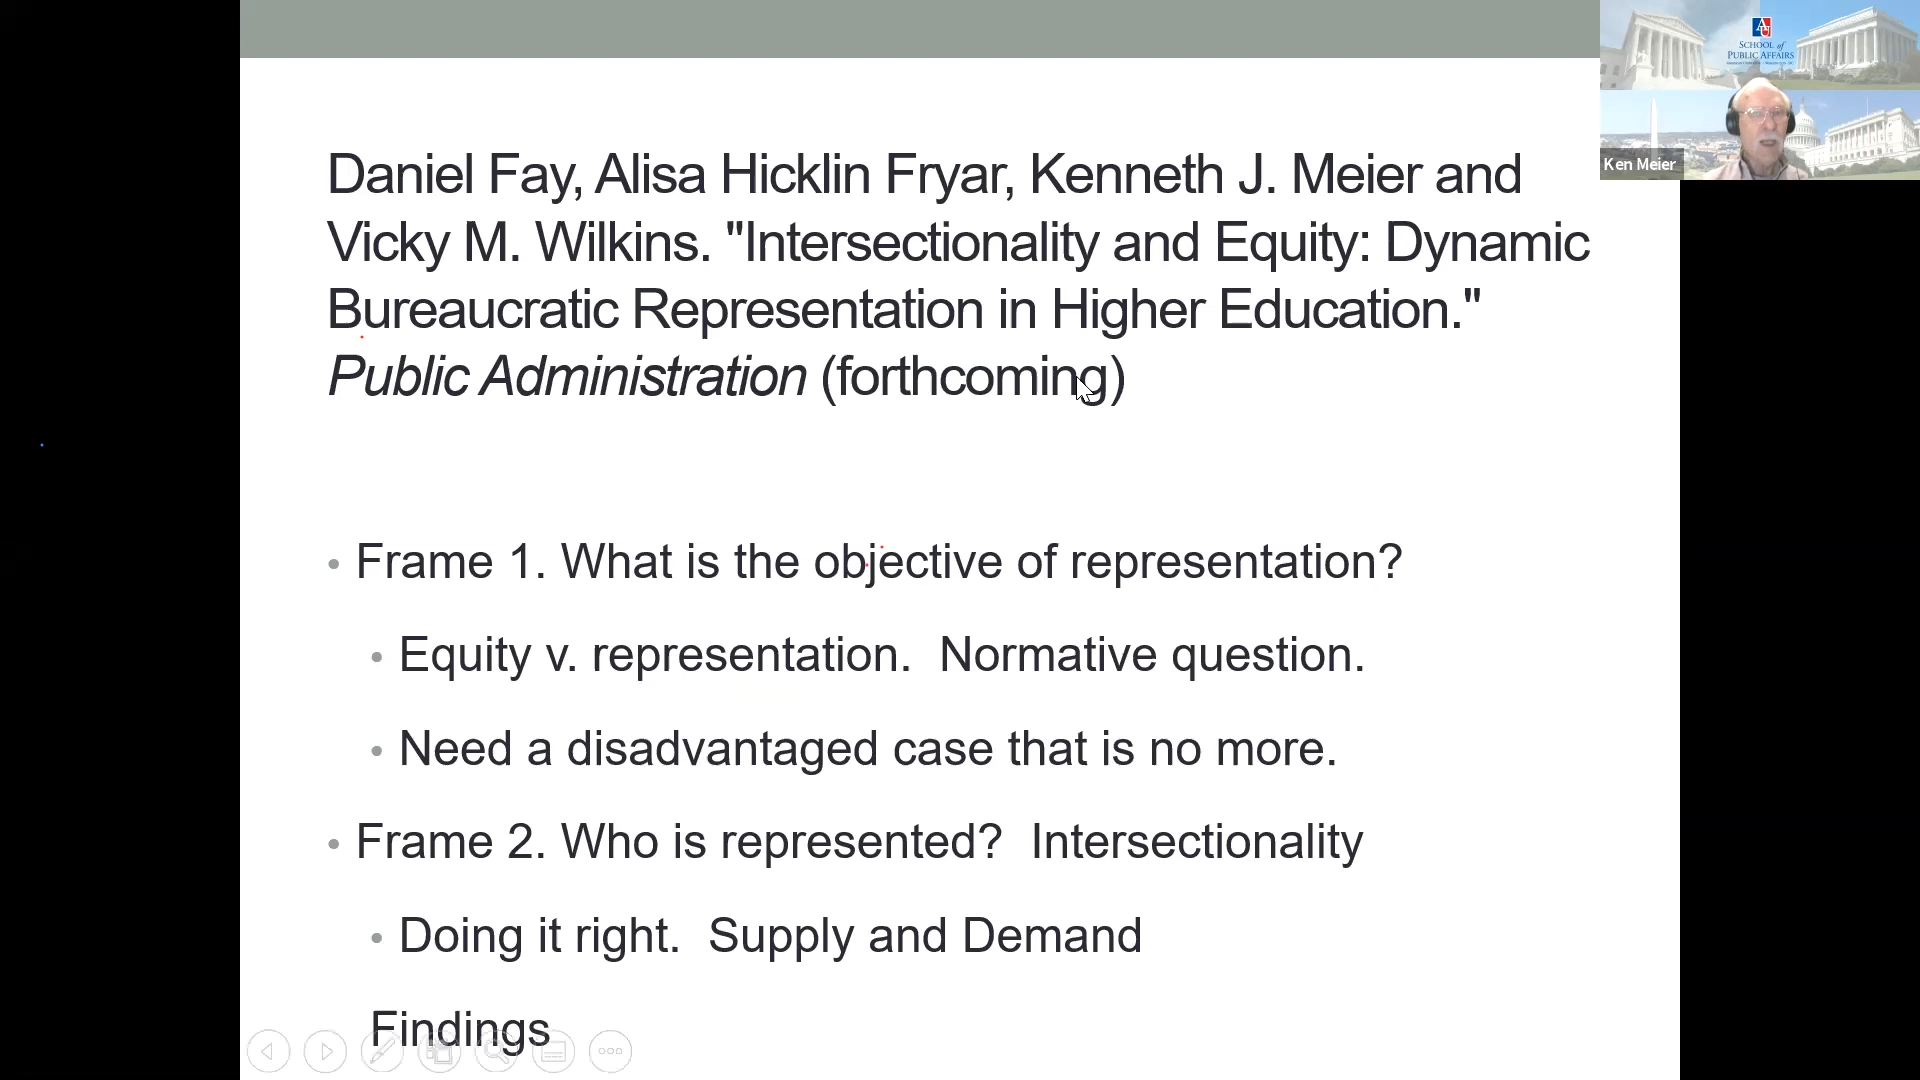 SCHOOL of
PUBLIC AFFAIRS
Ken Meier
Daniel Fay, Alisa Hicklin Fryar, Kenneth J. Meier and
Vicky M. Wilkins. "Intersectionality and Equity: Dynamic
Bureaucratic Representation in Higher Education."
Public Administration (forthcoming)
• Frame 1. What is the objective of representation?
• Equity v. representation. Normative question.
• Need a disadvantaged case that is no more.
• Frame 2. Who is represented? Intersectionality
• Doing it right. Supply and Demand
Findings